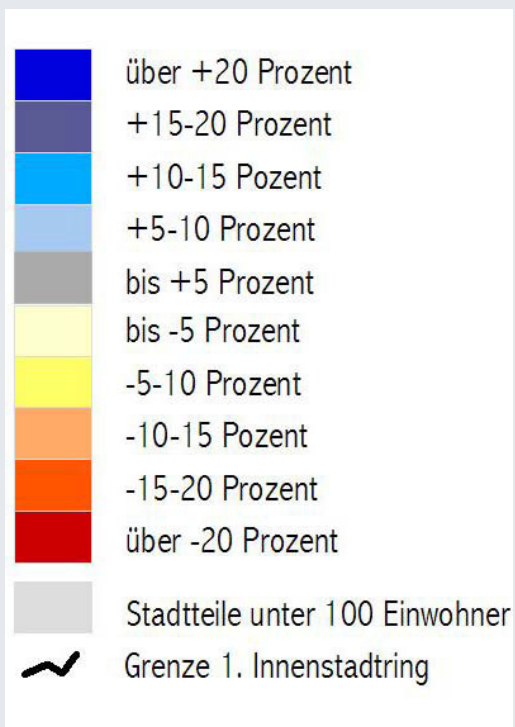 über +20 Prozent
+15-20 Prozent
+10-15 Pozent
+5-10 Prozent
bis +5 Prozent
bis -5 Prozent
-5-10 Prozent
-10-15 Pozent
-15-20 Prozent
über -20 Prozent
Stadtteile unter 100 Einwohner
Grenze 1. Innenstadtring